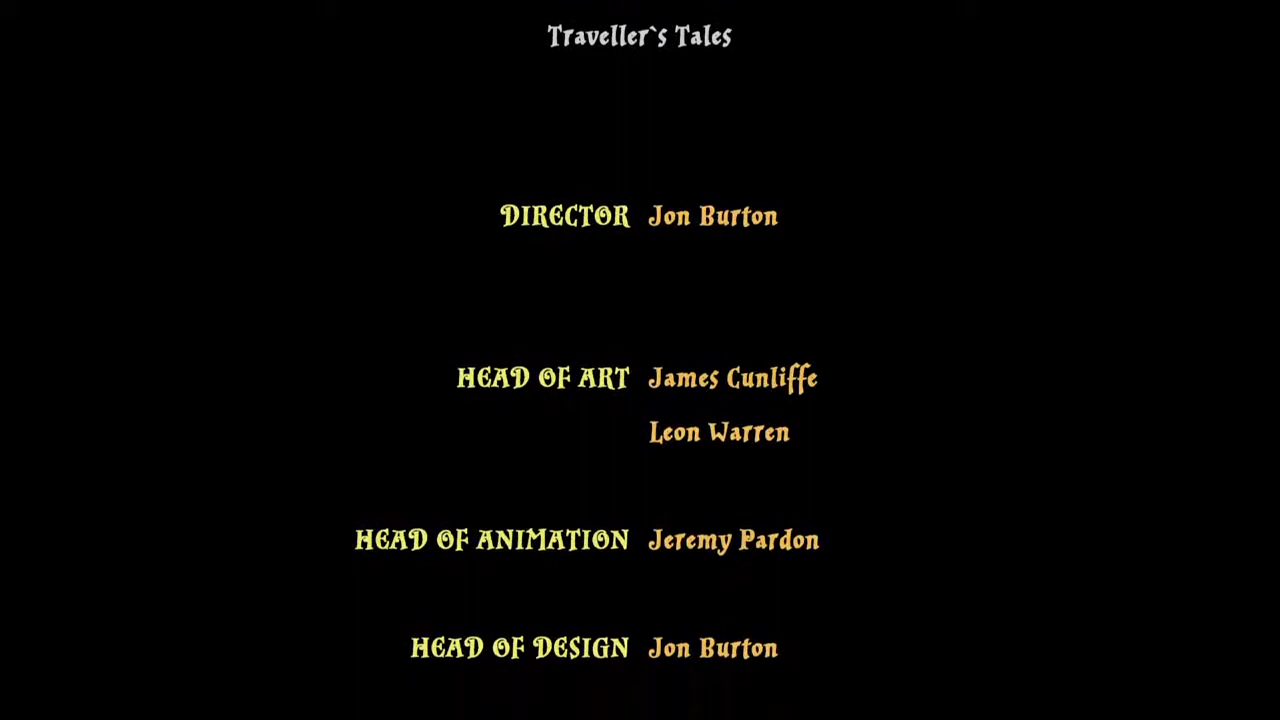 Traveller`s Tales
DIRECTOR Jon Burton
HEAD OF ART James Cunliffe
Leon Warren
HEAD OF ANIMATION Jeremy Pardon
HEAD OF DESIGN Jon Burton